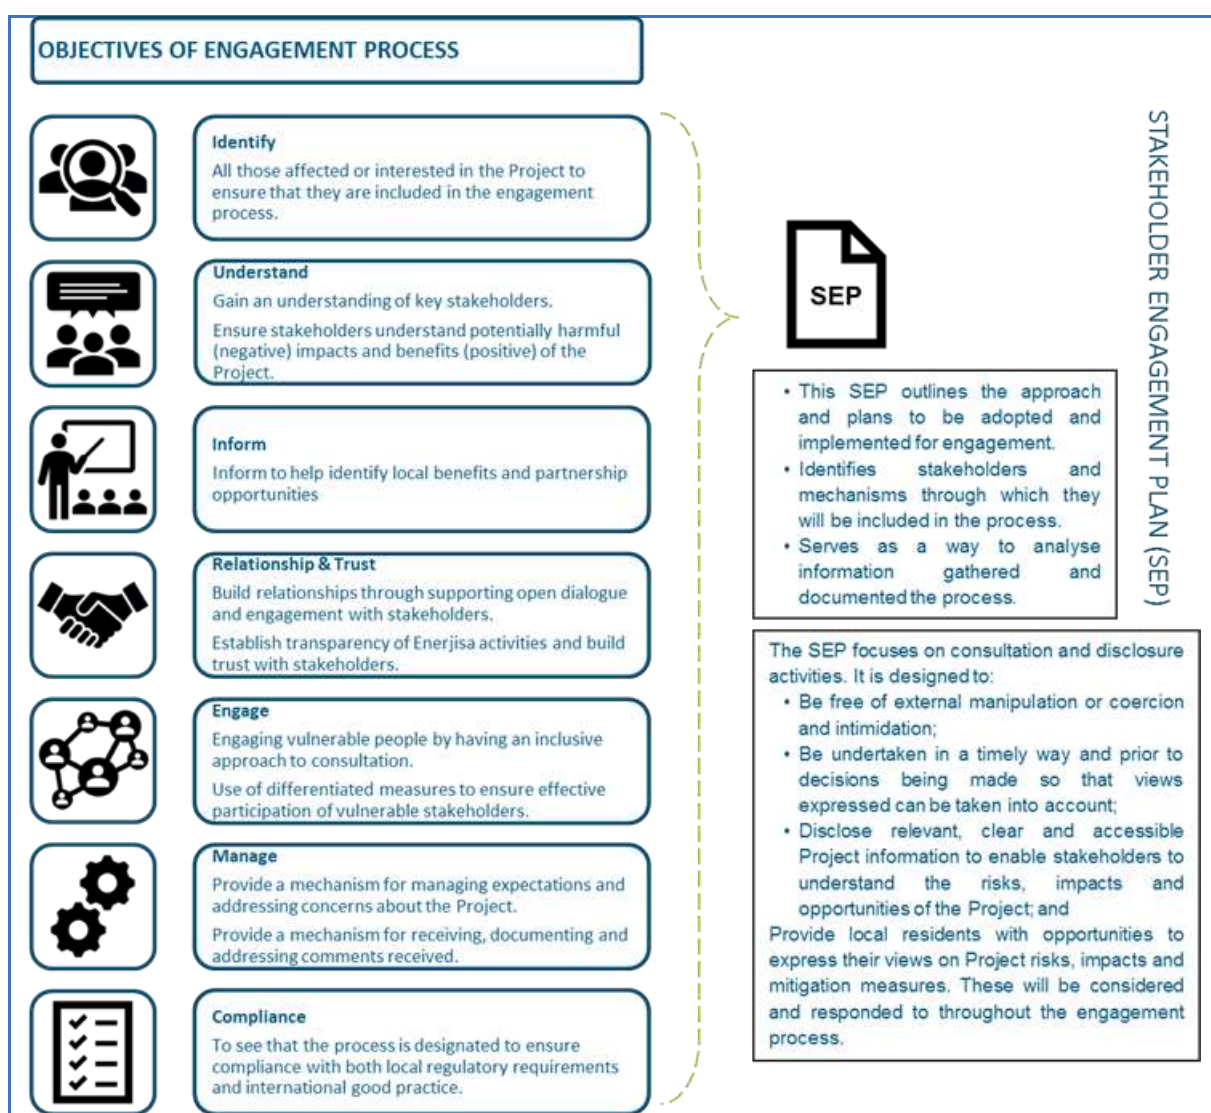 OBJECTIVES OF ENGAGEMENT PROCESS
Identify
All those affected or interested in the Project to
ensure that they are included in the engagement
process.
Understand
Gain an understanding of key stakeholders.
Ensure stakeholders understand potentially harmful
(negative) impacts and benefits (positive) of the
Project.
Inform
Inform to help identify local benefits and partnership
opportunities
Relationship & Trust
Build relationships through supporting open dialogue
and engagement with stakeholders.
Establish transparency of Enerjisa activities and build
trust with stakeholders.
Engage
Engaging vulnerable people by having an inclusive
approach to consultation.
Use of differentiated measures to ensure effective
participation of vulnerable stakeholders.
Manage
Provide a mechanism for managing expectations and
addressing concerns about the Project.
Provide a mechanism for receiving, documenting and
addressing comments received.
Compliance
To see that the process is designated to ensure
compliance with both local regulatory requirements
and international good practice.
SEP
• This SEP outlines the approach
and plans to be adopted and
implemented for engagement.
• Identifies stakeholders and
mechanisms through which they
will be included in the process.
• Serves as a way to analyse
information gathered and
documented the process.
The SEP focuses on consultation and disclosure
activities. It is designed to:
• Be free of external manipulation or coercion
and intimidation;
• Be undertaken in a timely way and prior to
decisions being made so that views
expressed can be taken into account;
• Disclose relevant, clear and accessible
Project information to enable stakeholders to
understand the risks, impacts and
opportunities of the Project; and
Provide local residents with opportunities to
express their views on Project risks, impacts and
mitigation measures. These will be considered
and responded to throughout the engagement
process.
STAKEHOLDER ENGAGEMENT PLAN (SEP)